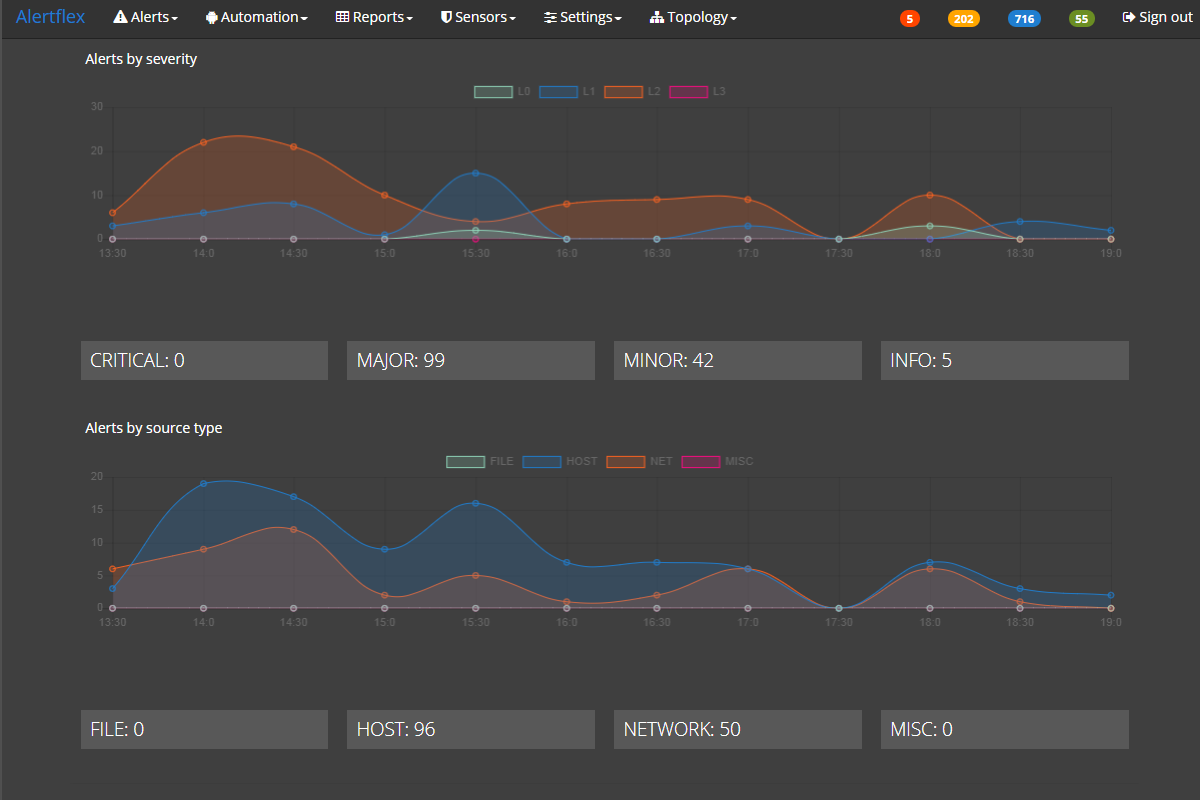 Alertflex Alerts Automation Reports Sensors Settings Topology 5 202 716 55 Sign out
Alerts by severity
L0 L1 L2 L3
30
20
10
0
13:30 14:0 14:30 15:0 15:30 16:0 16:30 17:0 17:30 18:0 18:30 19:0
CRITICAL: 0 MAJOR: 99 MINOR: 42 INFO: 5
Alerts by source type
FILE HOST NET MISC
20
15
10
5
0
13:30 14:0 14:30 15:0 15:30 16:0 16:30 17:0 17:30 18:0 18:30 19:0
FILE: 0 HOST: 96 NETWORK: 50 MISC: 0